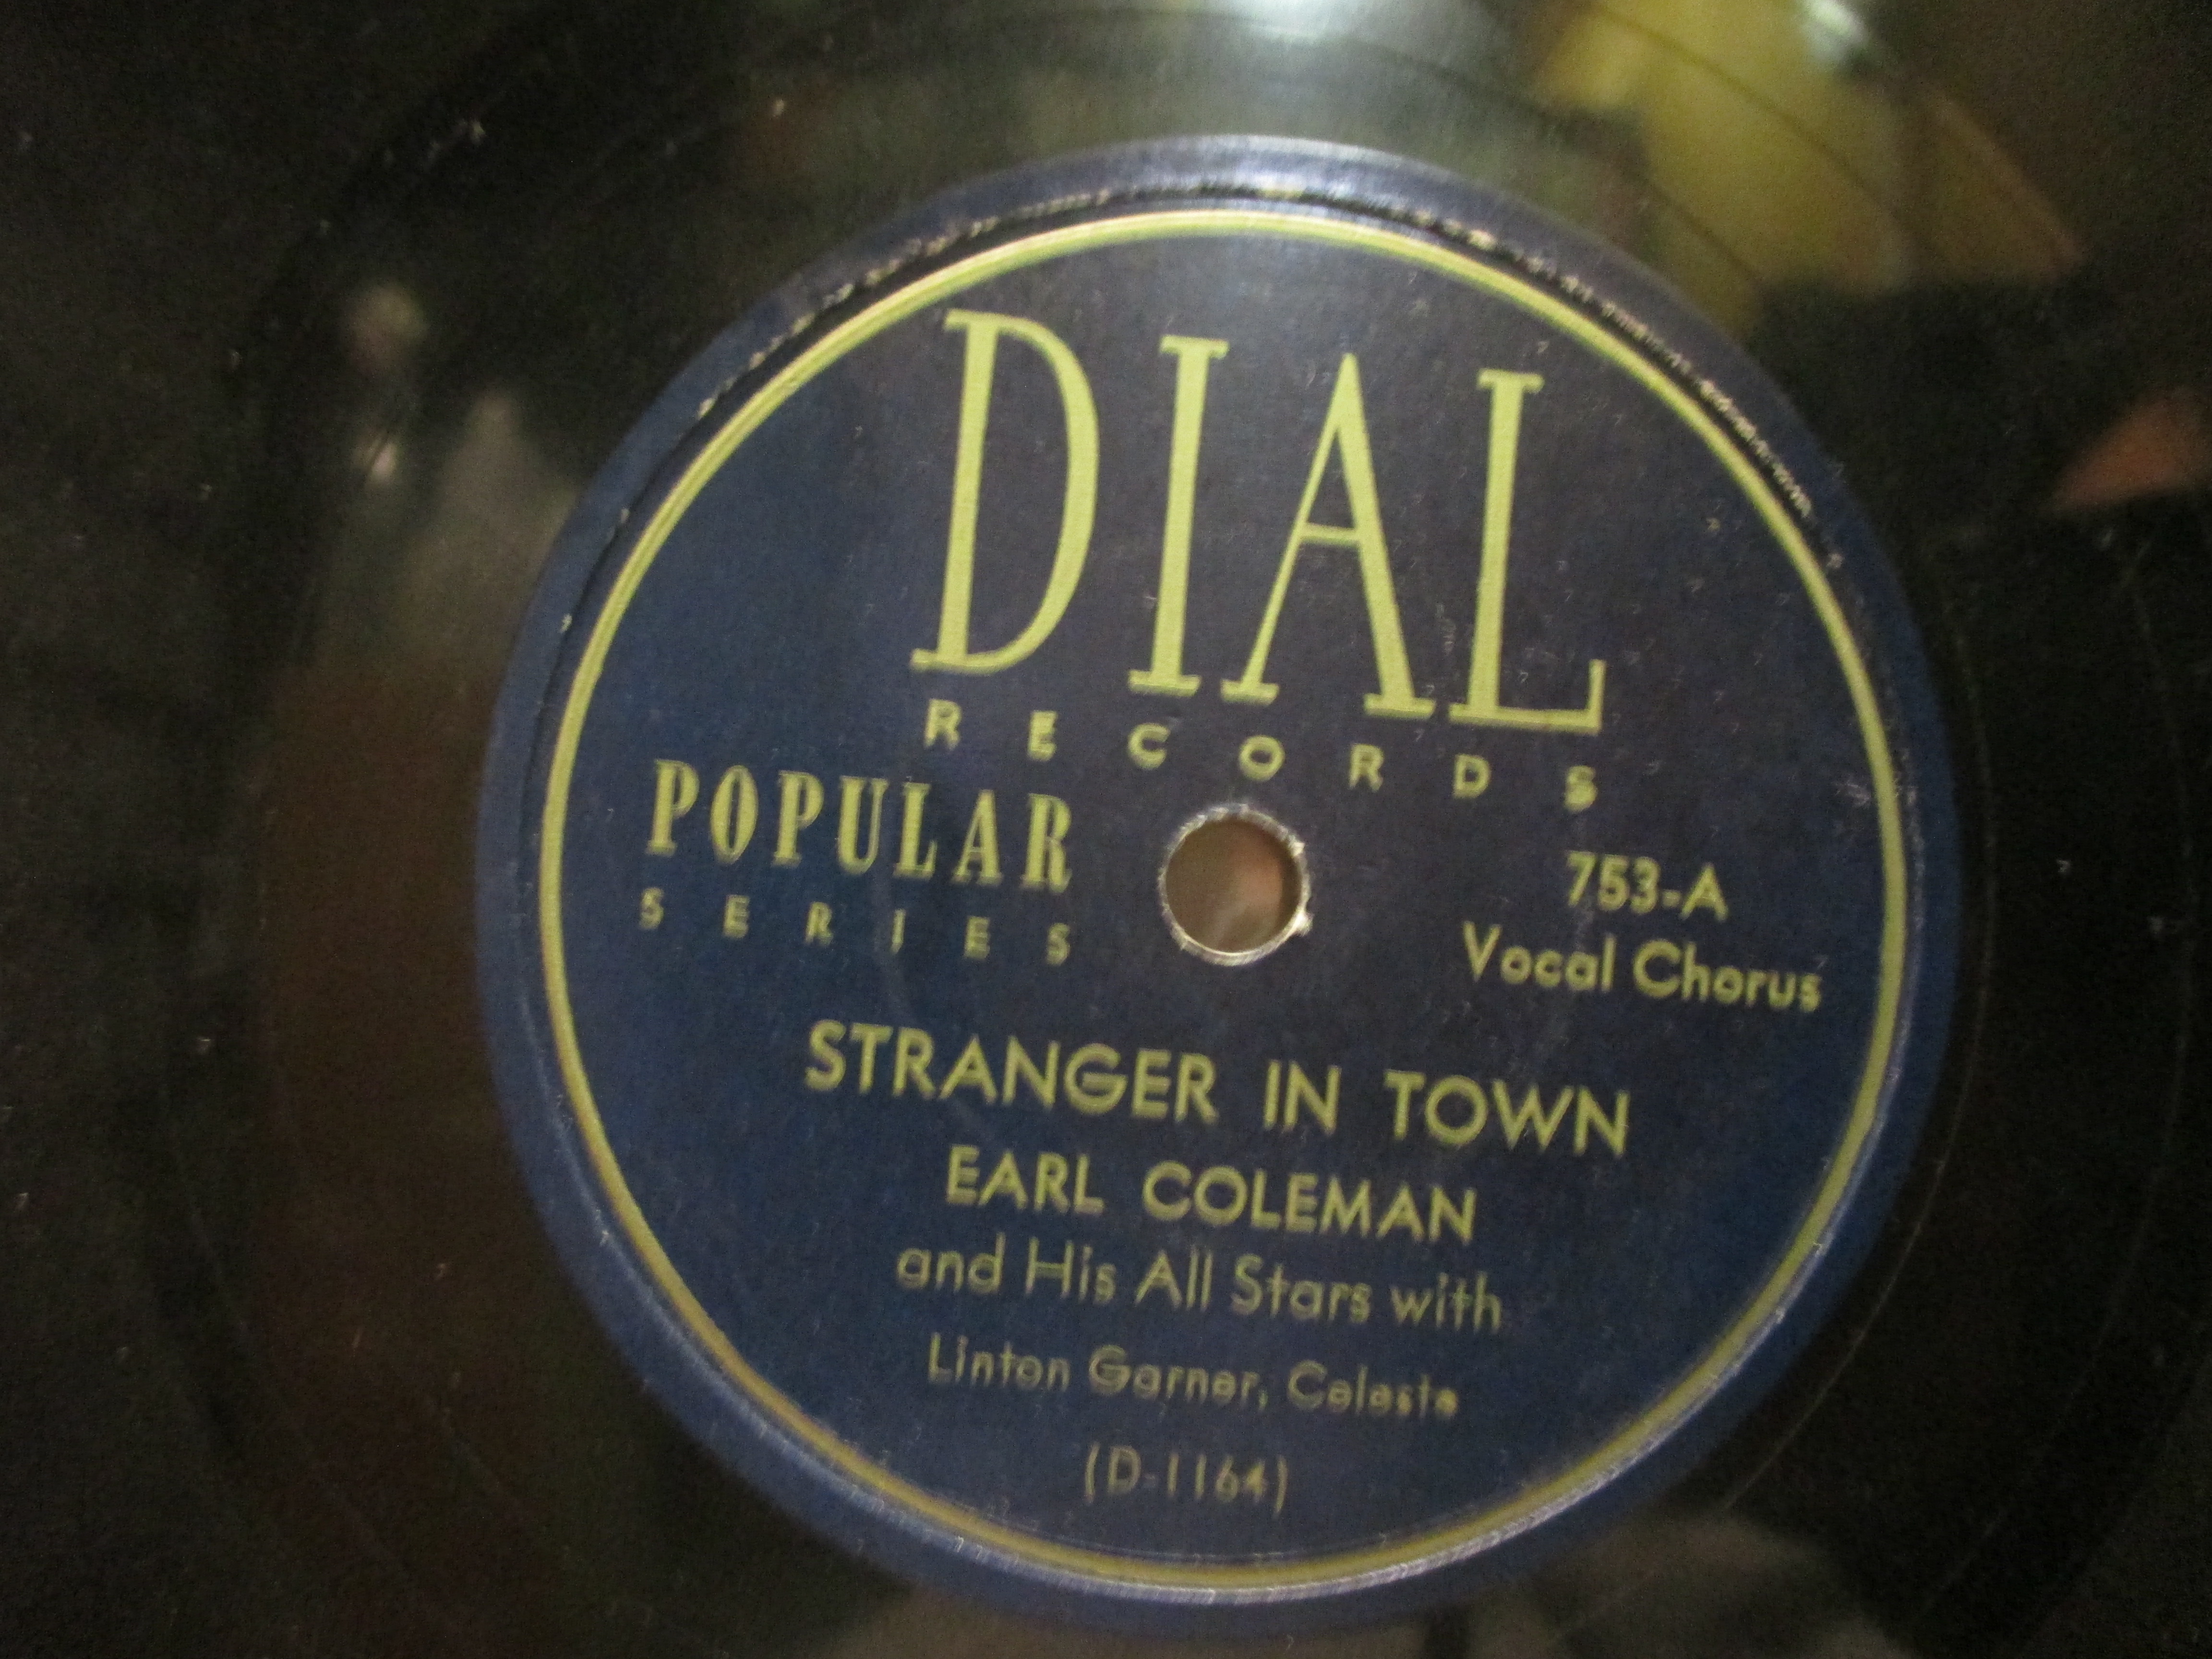 DIAL
RECORDS
POPULAR
SERIES
753-A
Vocal Chorus
STRANGER IN TOWN
EARL COLEMAN
and His All Stars with
Linton Garner, Celeste
(D-1164)